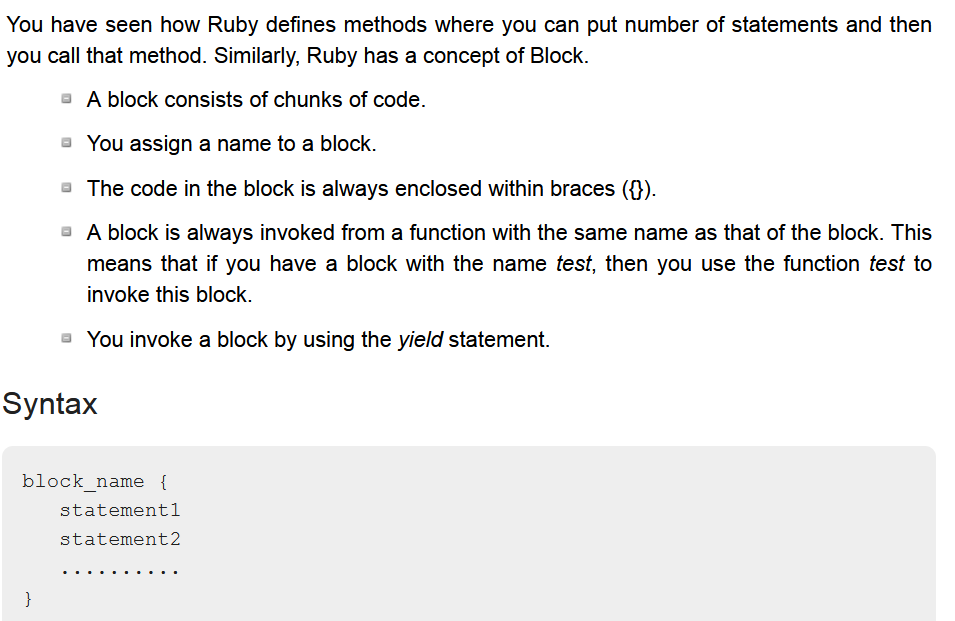 You have seen how Ruby defines methods where you can put number of statements and then
you call that method. Similarly, Ruby has a concept of Block.
A block consists of chunks of code.
You assign a name to a block.
The code in the block is always enclosed within braces ({}).
A block is always invoked from a function with the same name as that of the block. This
means that if you have a block with the name test, then you use the function test to
invoke this block.
You invoke a block by using the yield statement.
Syntax
block_name {
statement1
statement2
..........
}